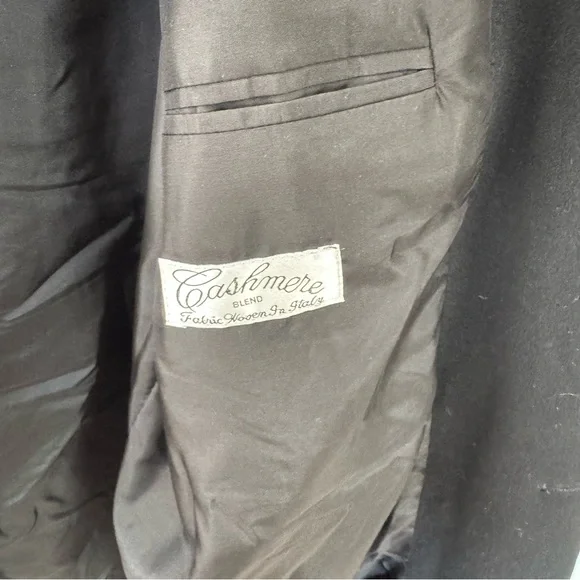 Cashmere
BLEND
Fabric Woven In Italy